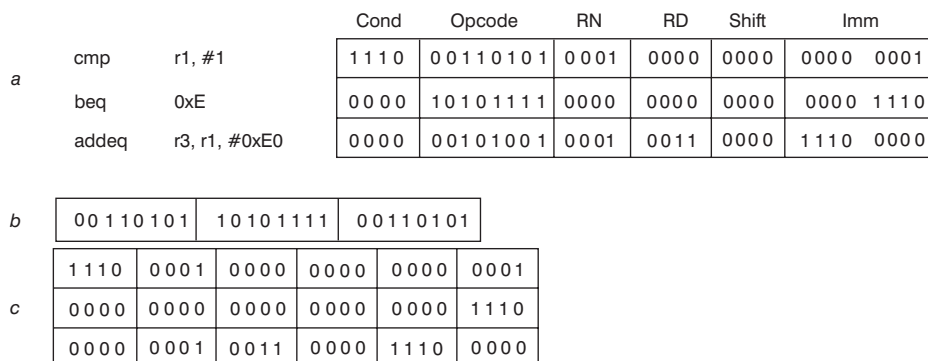 Cond Opcode RN RD Shift Imm
a
cmp r1, #1 1110 00110101 0001 0000 0000 0000 0001
beq 0xE 0000 10101111 0000 0000 0000 0000 1110
addeq r3, r1, #0xE0 0000 00101001 0001 0011 0000 1110 0000
b 00110101 10101111 00110101
c
1110 0001 0000 0000 0000 0001
0000 0000 0000 0000 0000 1110
0000 0001 0011 0000 1110 0000